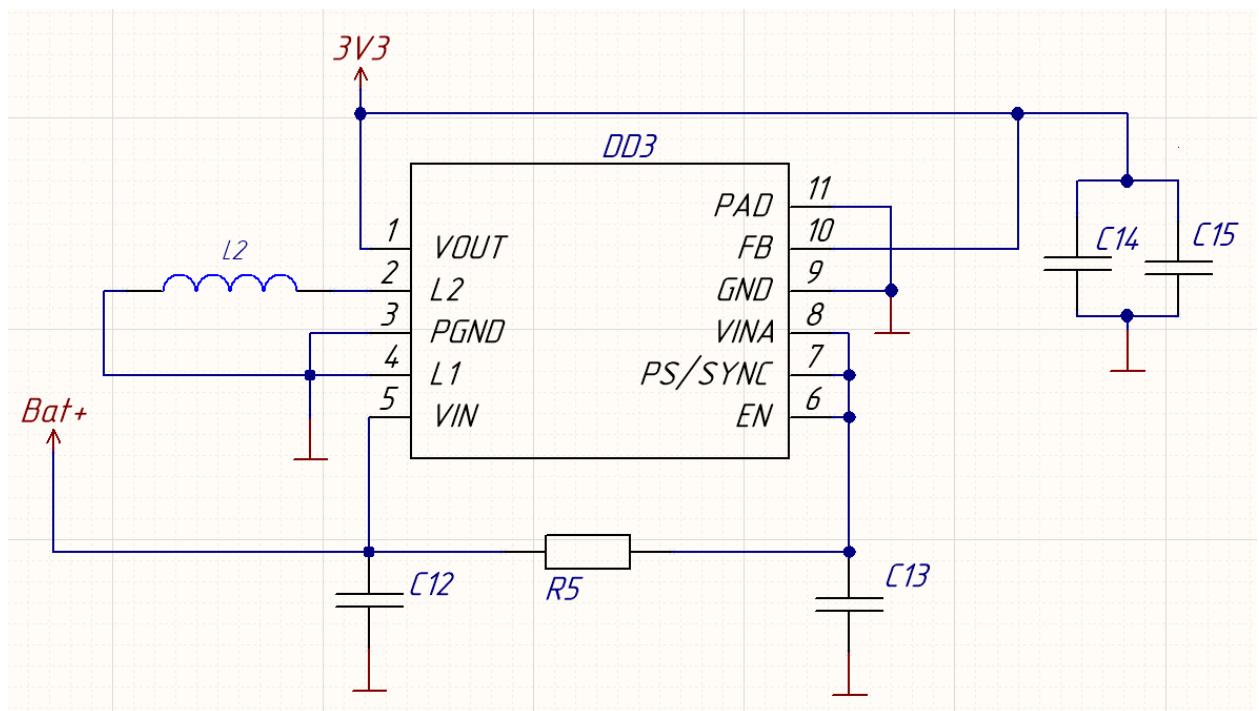 3V3
DD3
1 VOUT
2 L2
3 PGND
4 L1
5 VIN
PAD 11
FB 10
GND 9
VINA 8
PS/SYNC 7
EN 6
L2
C14
C15
Bat+
C12
R5
C13